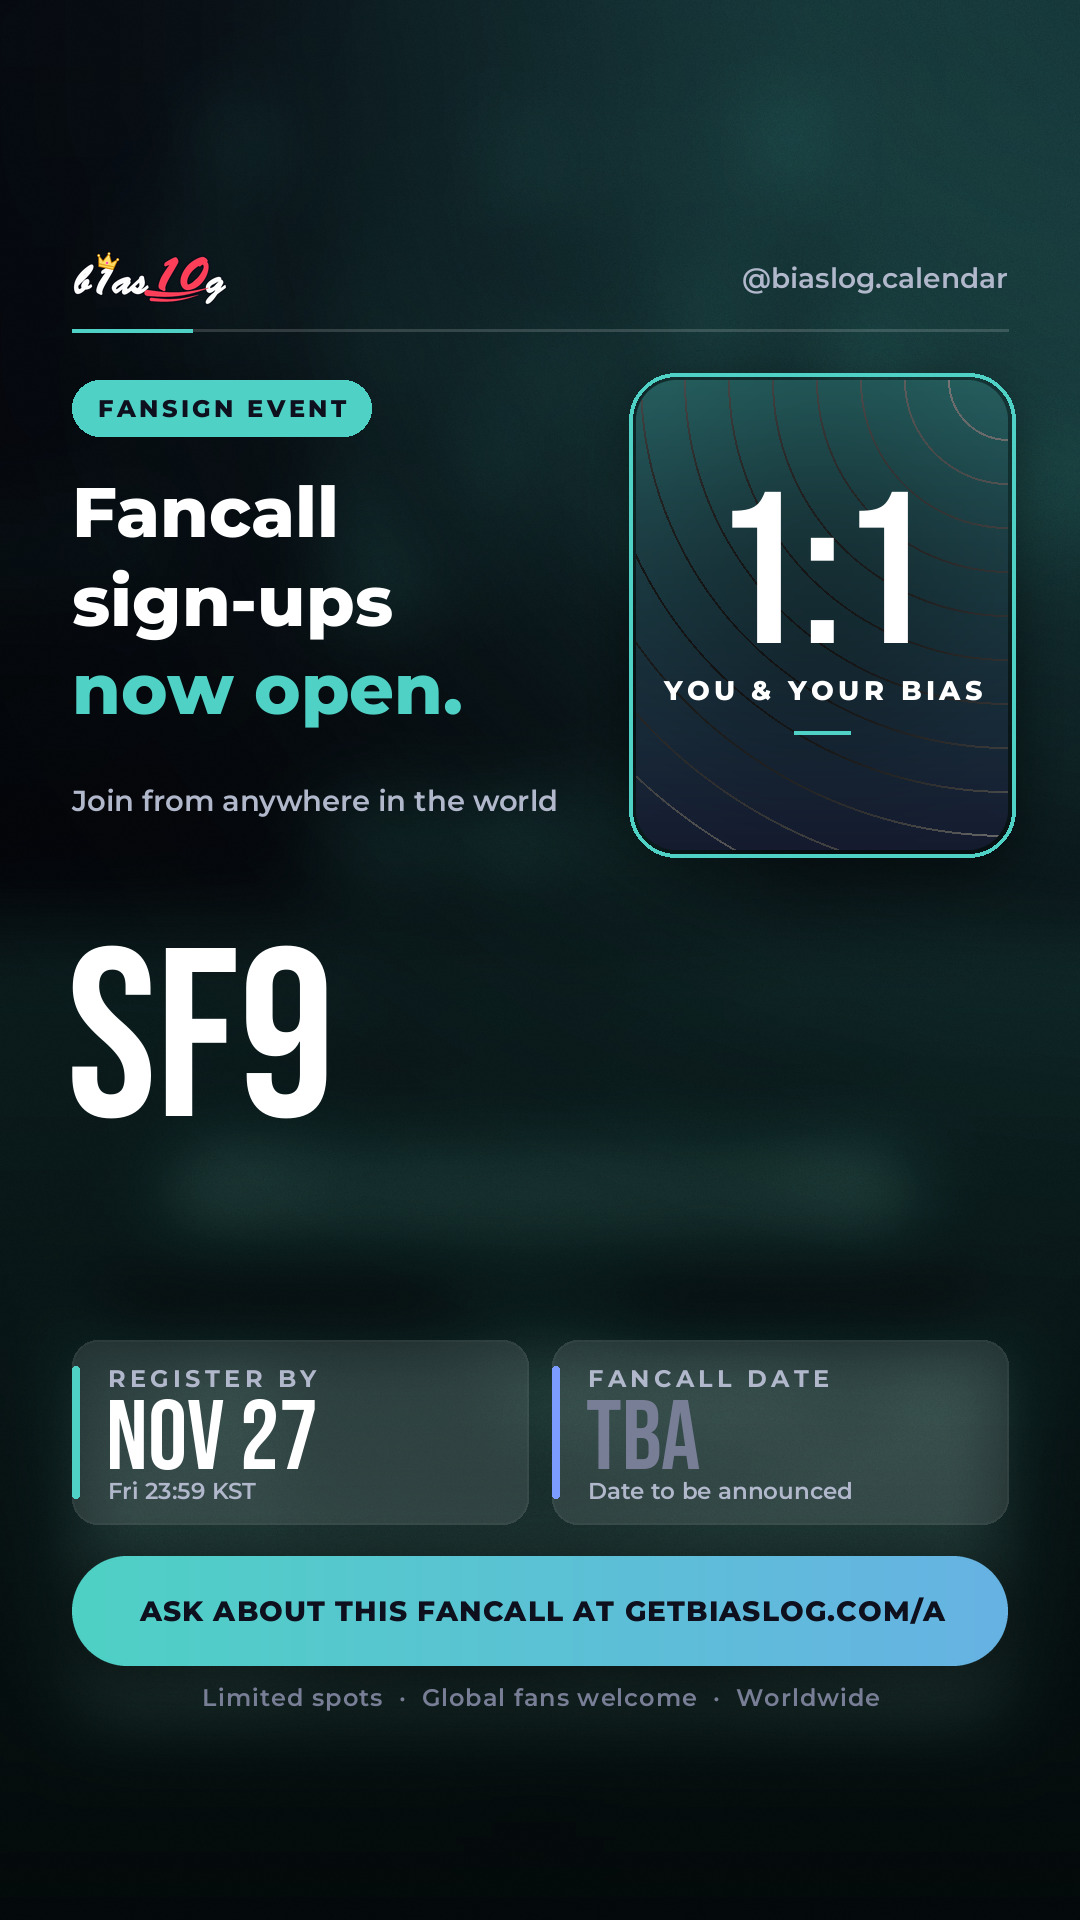 b1as10g
@biaslog.calendar
FANSIGN EVENT
Fancall
sign-ups
now open.
Join from anywhere in the world
1:1
YOU & YOUR BIAS
SF9
REGISTER BY
NOV 27
Fri 23:59 KST
FANCALL DATE
TBA
Date to be announced
ASK ABOUT THIS FANCALL AT GETBIASLOG.COM/A
Limited spots · Global fans welcome · Worldwide